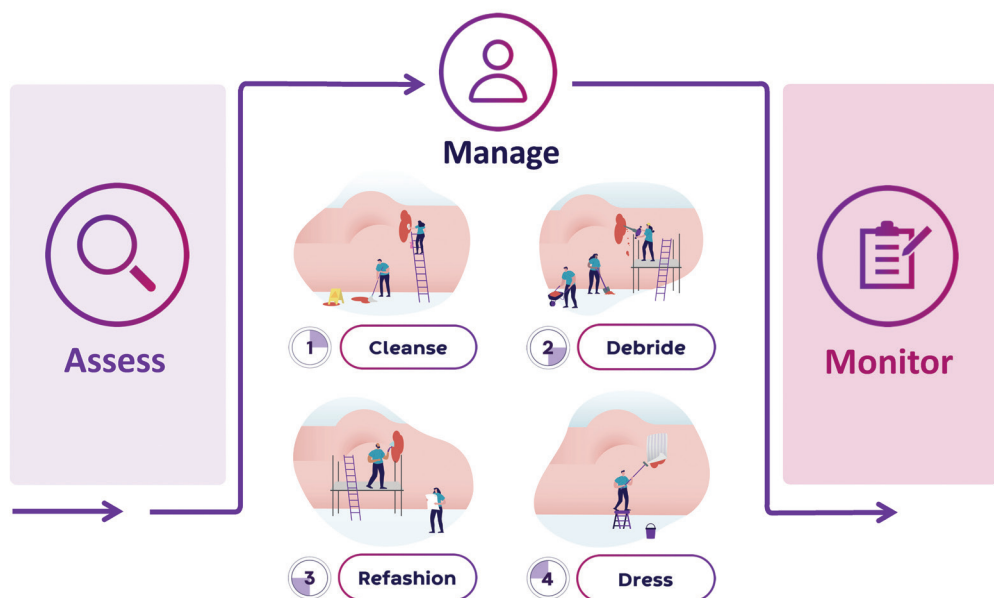 Manage
Assess
1 Cleanse
2 Debride
Monitor
3 Refashion
4 Dress